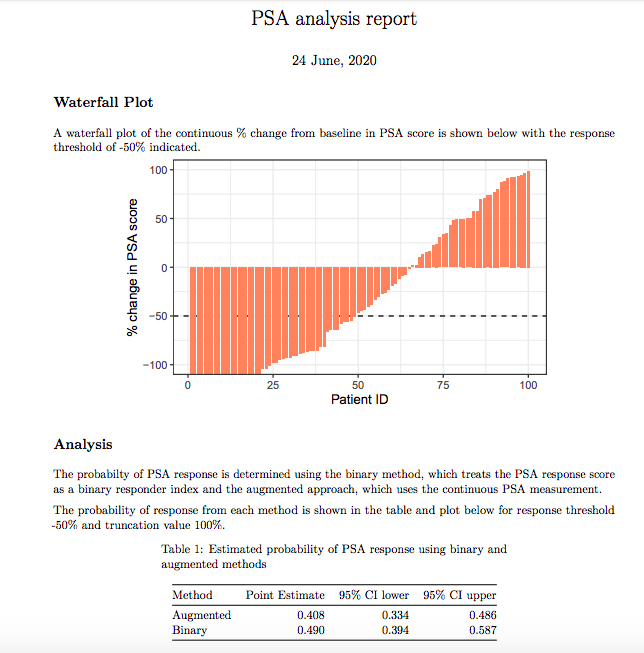 PSA analysis report
24 June, 2020
Waterfall Plot
A waterfall plot of the continuous % change from baseline in PSA score is shown below with the response
threshold of -50% indicated.
% change in PSA score
100
50
0
−50
−100
0 25 50 75 100
Patient ID
Analysis
The probabilty of PSA response is determined using the binary method, which treats the PSA response score
as a binary responder index and the augmented approach, which uses the continuous PSA measurement.
The probability of response from each method is shown in the table and plot below for response threshold
-50% and truncation value 100%.
Table 1: Estimated probability of PSA response using binary and
augmented methods
Method Point Estimate 95% CI lower 95% CI upper
Augmented 0.408 0.334 0.486
Binary 0.490 0.394 0.587